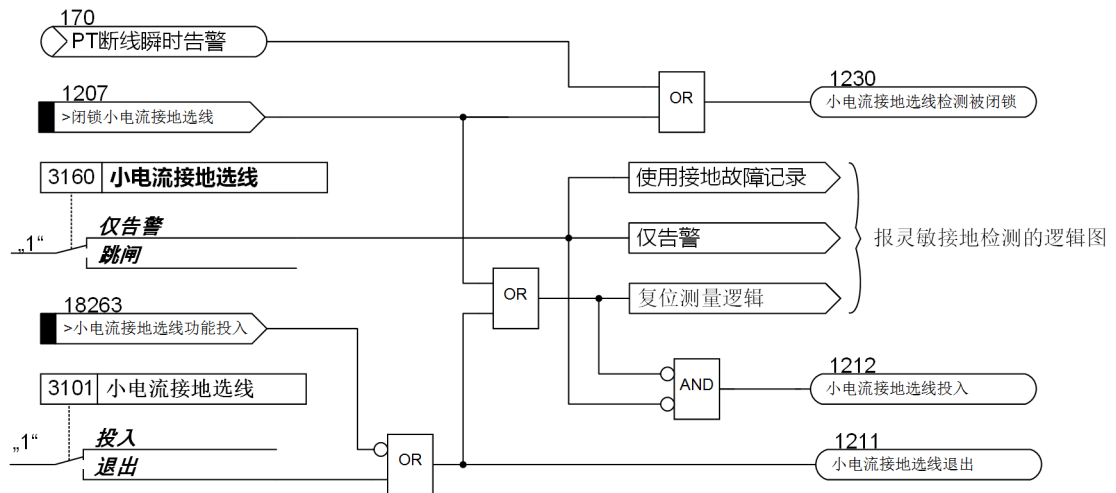 170
PT断线瞬时告警
1207
>闭锁小电流接地选线
OR
1230
小电流接地选线检测被闭锁
3160 小电流接地选线
„1“
仅告警
跳闸
使用接地故障记录
仅告警
复位测量逻辑
报灵敏接地检测的逻辑图
OR
18263
>小电流接地选线功能投入
AND
1212
小电流接地选线投入
3101 小电流接地选线
„1“
投入
退出
OR
1211
小电流接地选线退出